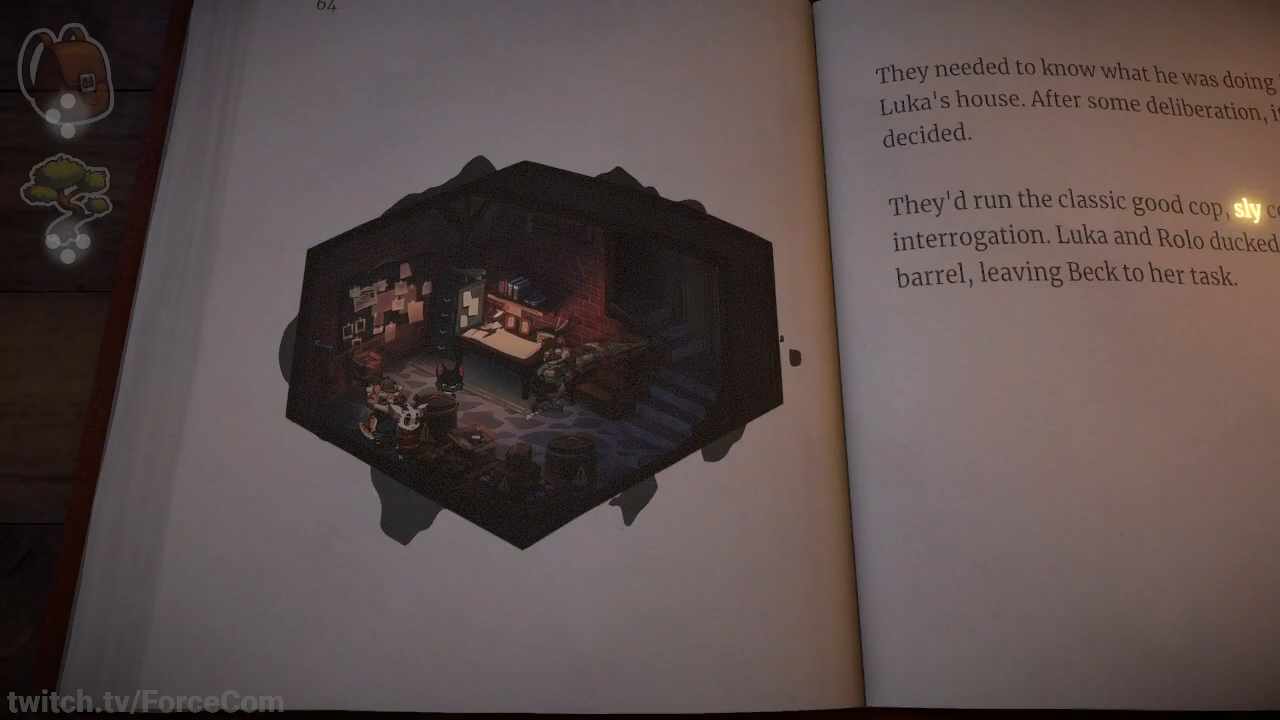 64
They needed to know what he was doing
Luka's house. After some deliberation, i
decided.
They'd run the classic good cop, sly c
interrogation. Luka and Rolo ducked
barrel, leaving Beck to her task.
twitch.tv/ForceCom